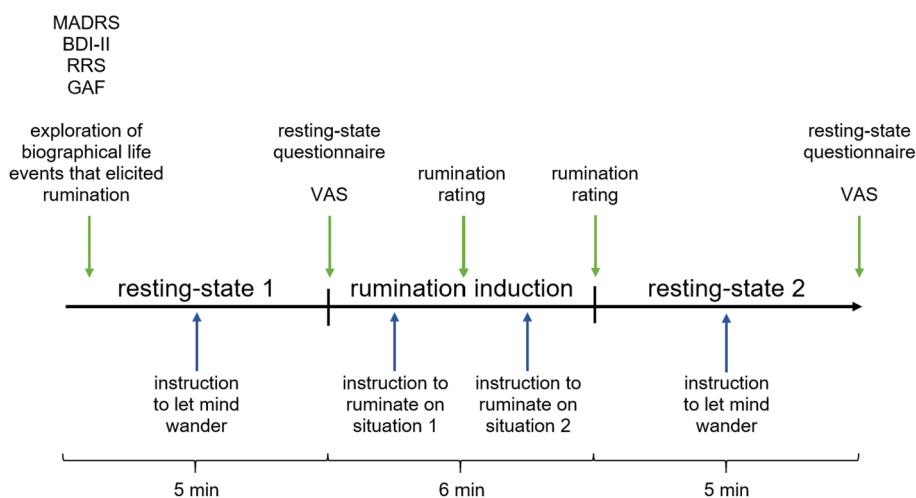 MADRS
BDI-II
RRS
GAF
exploration of
biographical life
events that elicited
rumination
resting-state
questionnaire
VAS
rumination
rating
rumination
rating
resting-state
questionnaire
VAS
resting-state 1
rumination induction
resting-state 2
instruction
to let mind
wander
instruction to
ruminate on
situation 1
instruction to
ruminate on
situation 2
instruction
to let mind
wander
5 min
6 min
5 min